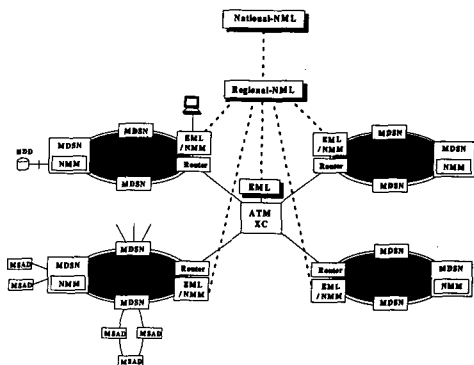 National-NML
Regional-NML
MDSN
EML
/NMM
Router
HDD
MDSN
NMM
MDSN
EML
/NMM
Router
MDSN
MDSN
NMM
MDSN
EML
ATM
XC
MDSN
MSAD
MSAD
MDSN
NMM
Router
EML
/NMM
MDSN
MSAD
MSAD
MSAD
Router
EML
/NMM
MDSN
MDSN
NMM
MDSN